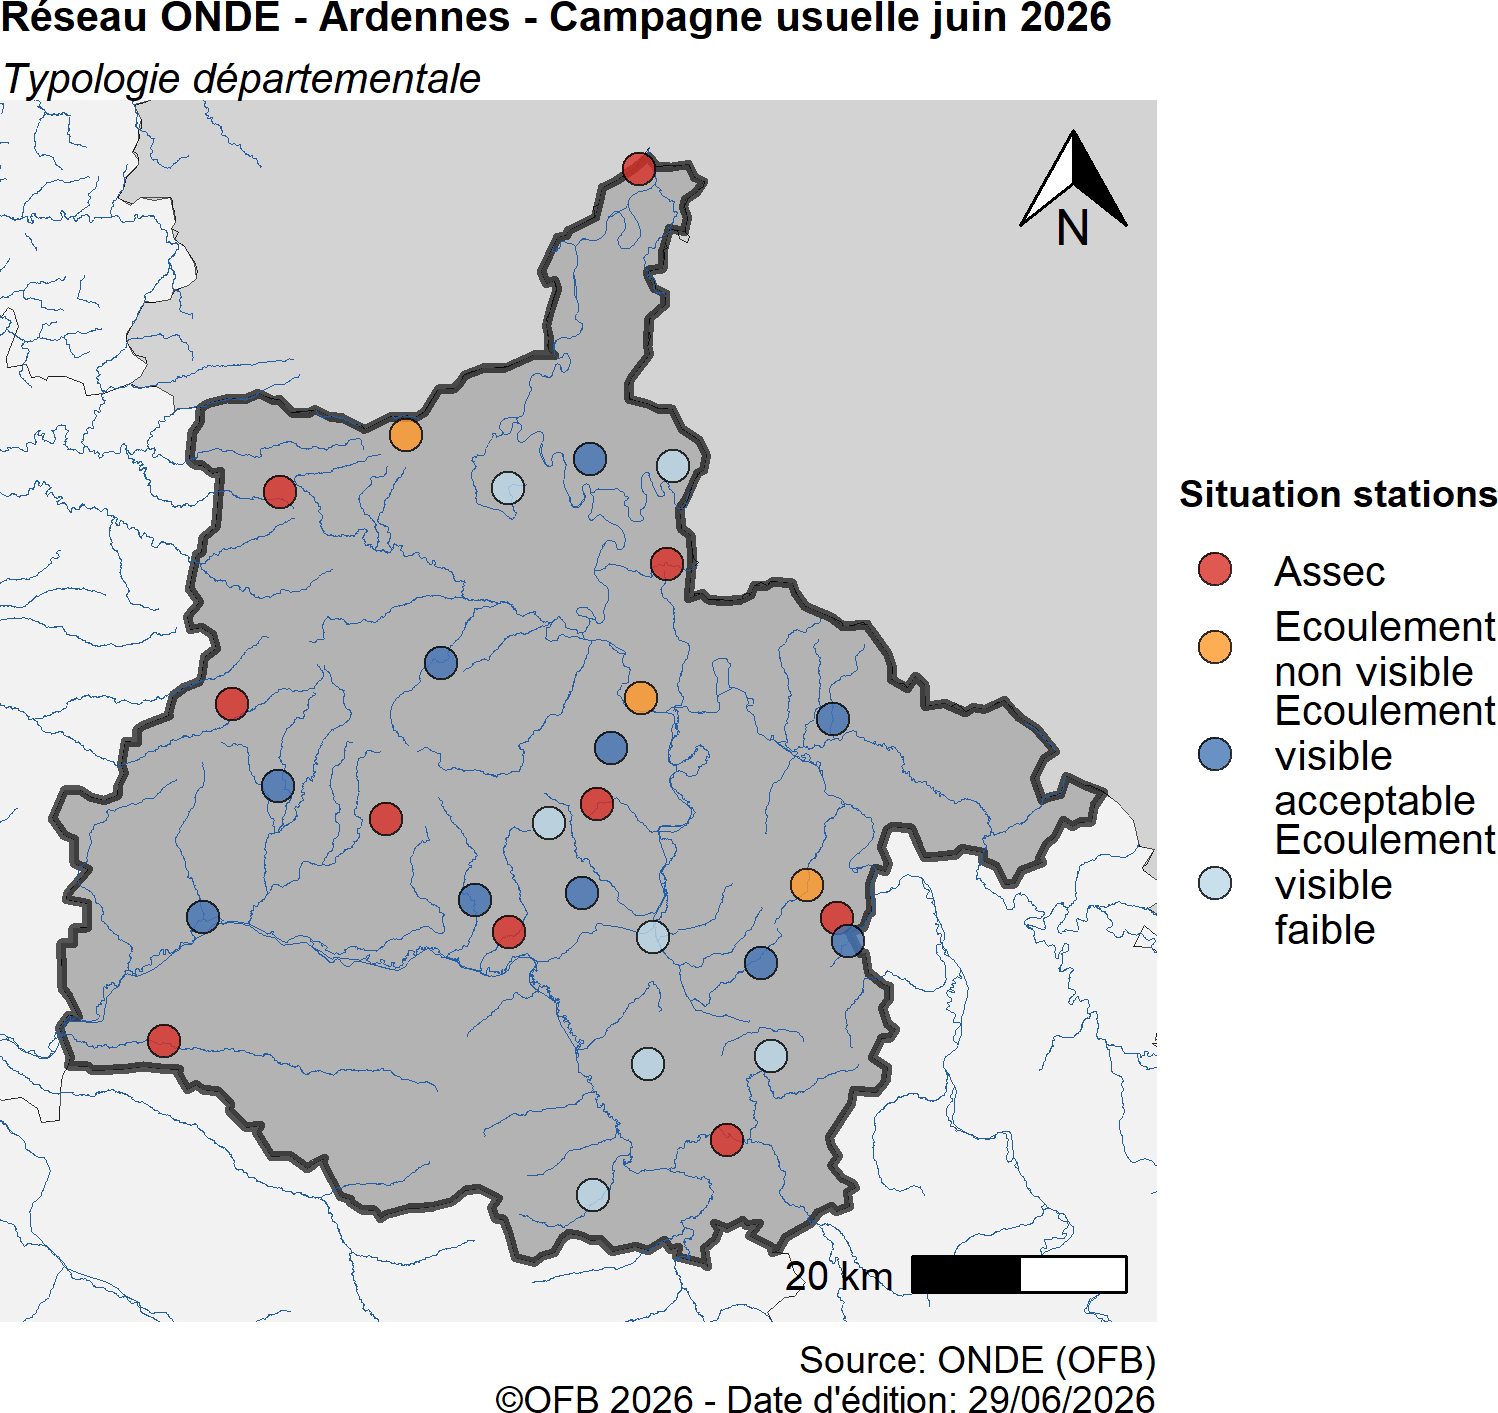 Réseau ONDE - Ardennes - Campagne usuelle juin 2026
Typologie départementale
N
Situation stations
Assec
Ecoulement
non visible
Ecoulement
visible
acceptable
Ecoulement
visible
faible
20 km
Source: ONDE (OFB)
©OFB 2026 - Date d'édition: 29/06/2026